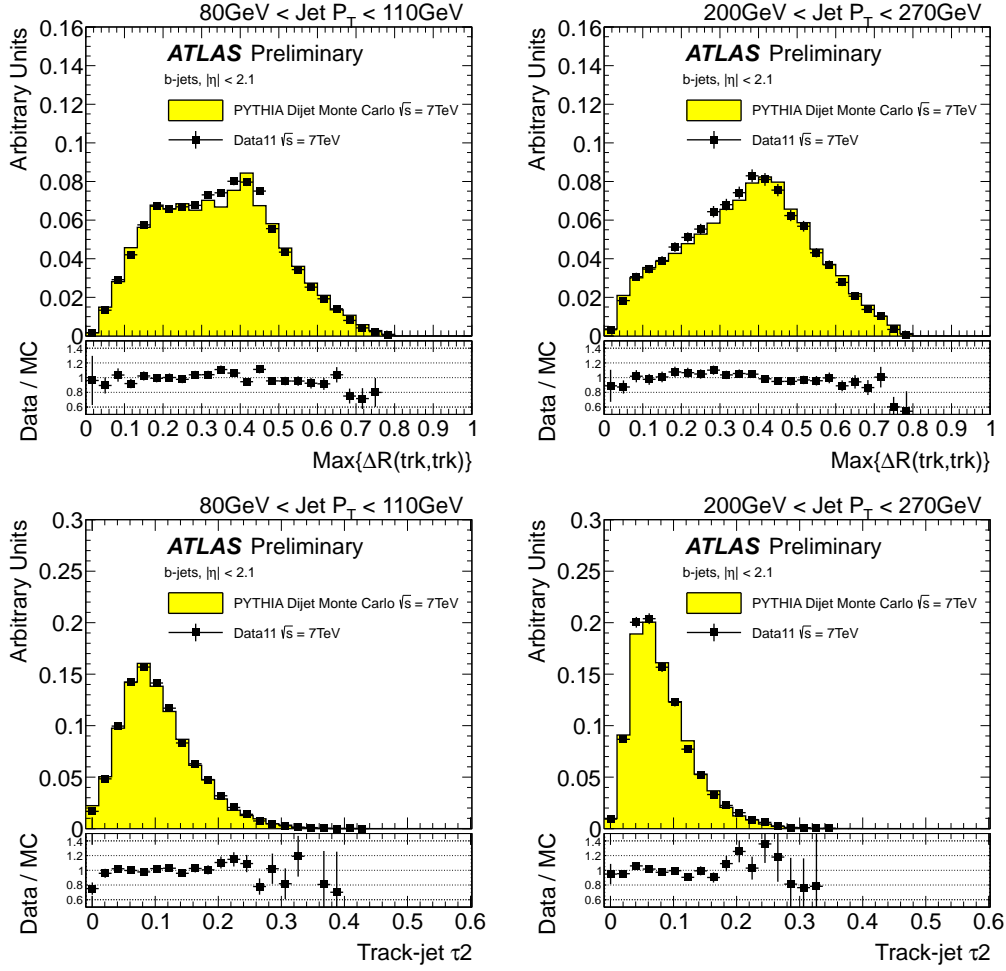 80GeV < Jet P_T < 110GeV
Arbitrary Units
0.16
0.14
0.12
0.1
0.08
0.06
0.04
0.02
0
ATLAS Preliminary
b-jets, |η| < 2.1
PYTHIA Dijet Monte Carlo √s = 7TeV
Data11 √s = 7TeV
Data / MC
1.4
1.2
1
0.8
0.6
0 0.1 0.2 0.3 0.4 0.5 0.6 0.7 0.8 0.9 1
Max{ΔR(trk,trk)}
200GeV < Jet P_T < 270GeV
Arbitrary Units
0.16
0.14
0.12
0.1
0.08
0.06
0.04
0.02
0
ATLAS Preliminary
b-jets, |η| < 2.1
PYTHIA Dijet Monte Carlo √s = 7TeV
Data11 √s = 7TeV
Data / MC
1.4
1.2
1
0.8
0.6
0 0.1 0.2 0.3 0.4 0.5 0.6 0.7 0.8 0.9 1
Max{ΔR(trk,trk)}
80GeV < Jet P_T < 110GeV
Arbitrary Units
0.3
0.25
0.2
0.15
0.1
0.05
0
ATLAS Preliminary
b-jets, |η| < 2.1
PYTHIA Dijet Monte Carlo √s = 7TeV
Data11 √s = 7TeV
Data / MC
1.4
1.2
1
0.8
0.6
0 0.1 0.2 0.3 0.4 0.5 0.6
Track-jet τ2
200GeV < Jet P_T < 270GeV
Arbitrary Units
0.3
0.25
0.2
0.15
0.1
0.05
0
ATLAS Preliminary
b-jets, |η| < 2.1
PYTHIA Dijet Monte Carlo √s = 7TeV
Data11 √s = 7TeV
Data / MC
1.4
1.2
1
0.8
0.6
0 0.1 0.2 0.3 0.4 0.5 0.6
Track-jet τ2